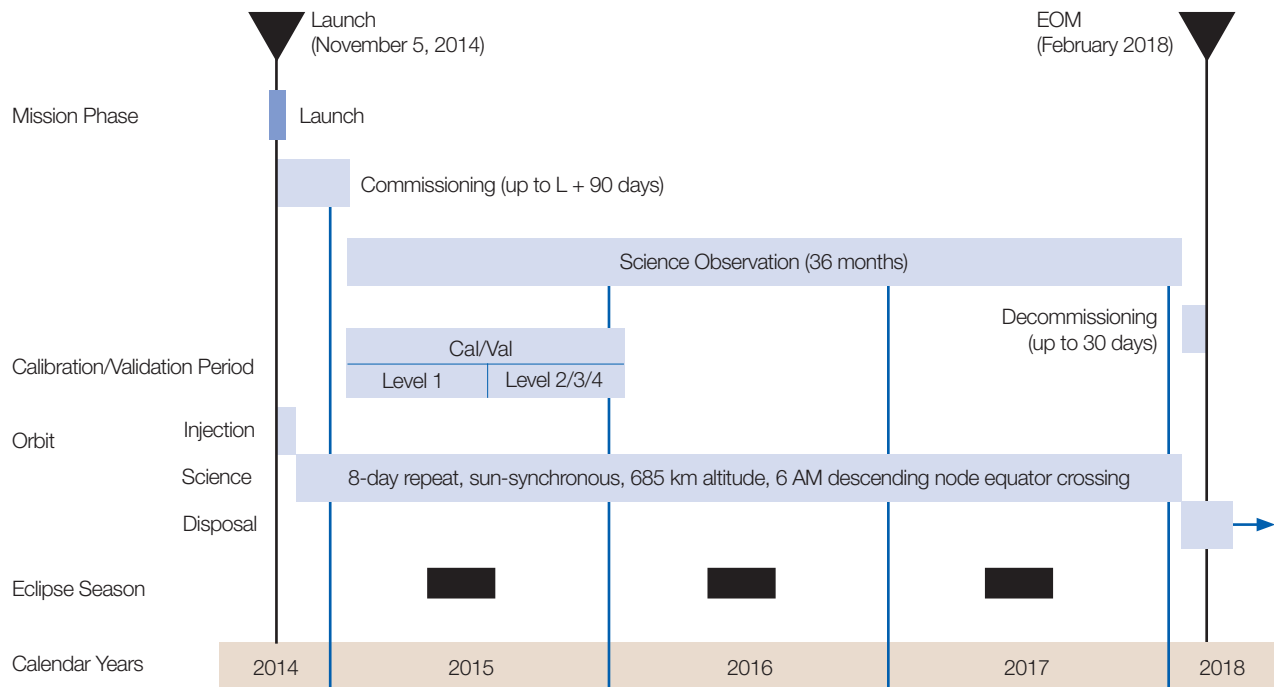 Launch
(November 5, 2014)
EOM
(February 2018)
Mission Phase
Launch
Commissioning (up to L + 90 days)
Science Observation (36 months)
Decommissioning
(up to 30 days)
Calibration/Validation Period
Cal/Val
Level 1
Level 2/3/4
Orbit
Injection
Science
8-day repeat, sun-synchronous, 685 km altitude, 6 AM descending node equator crossing
Disposal
Eclipse Season
Calendar Years
2014
2015
2016
2017
2018